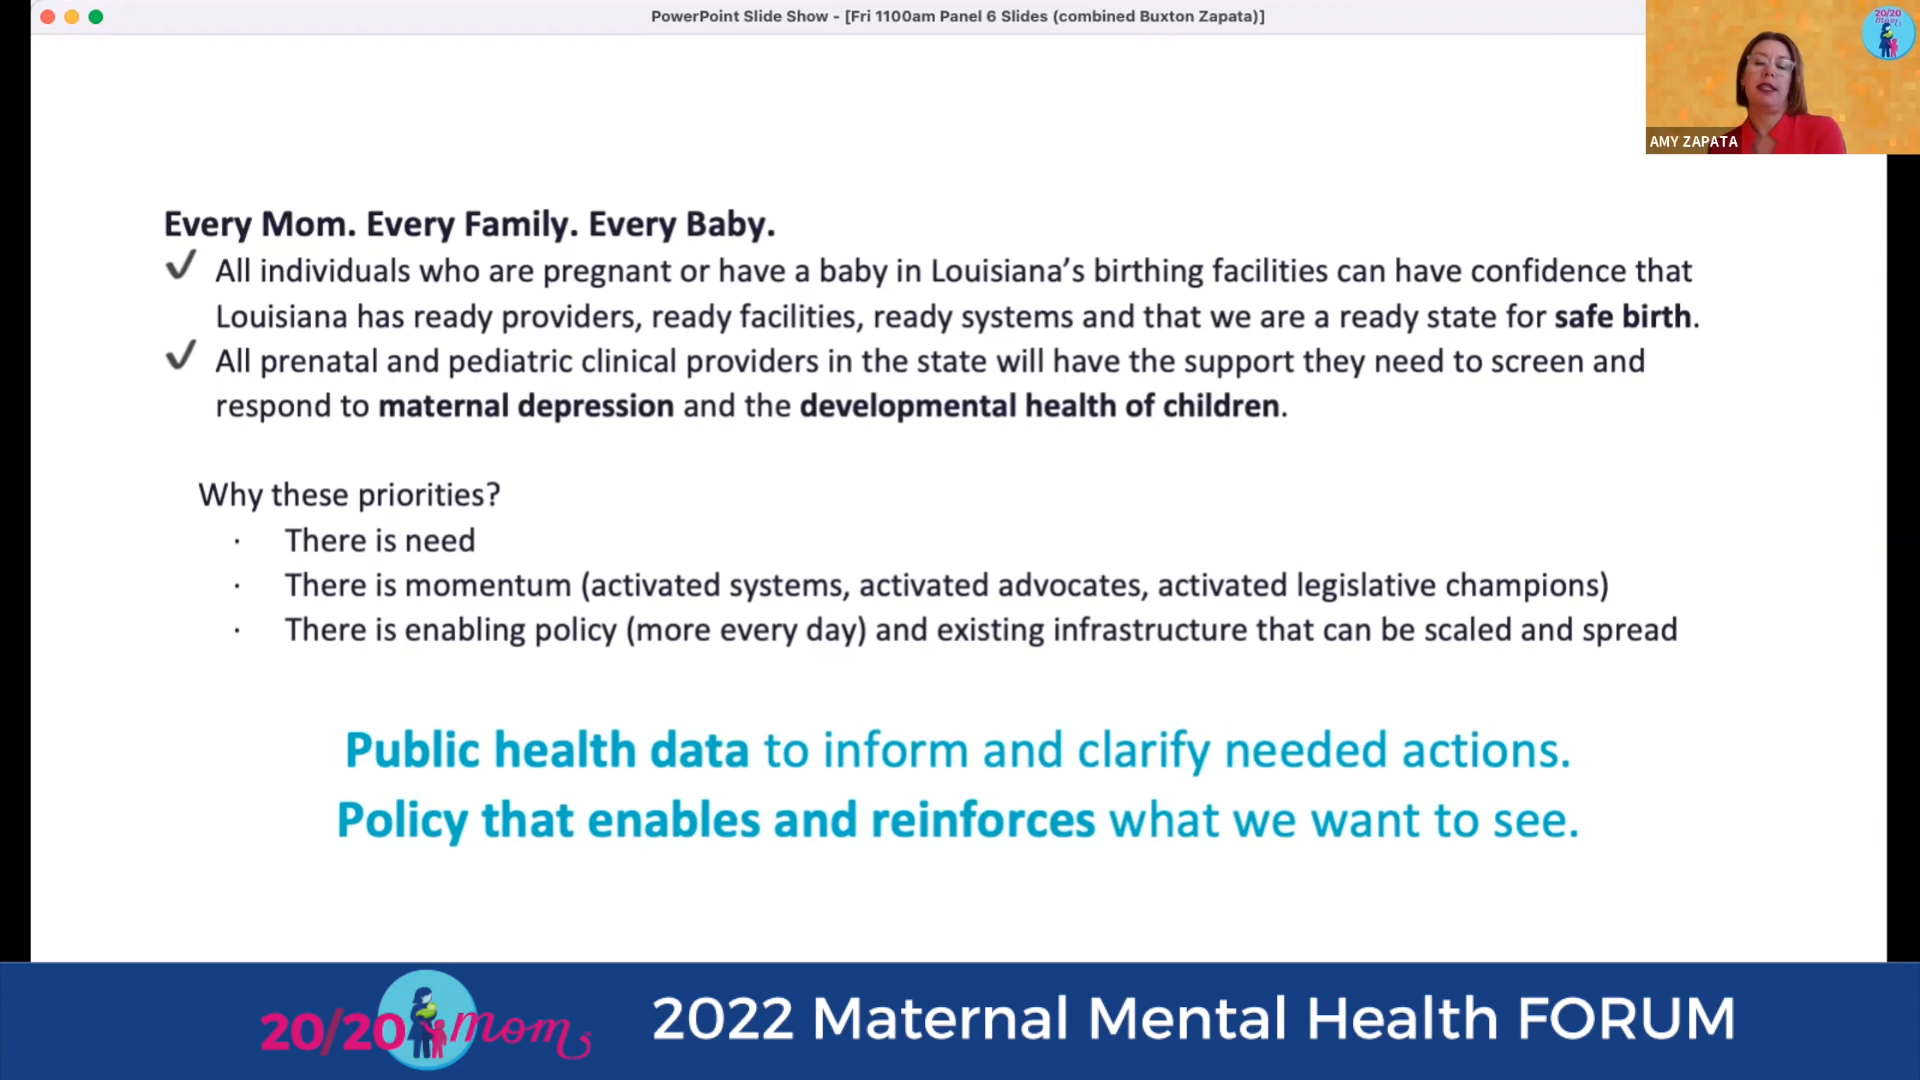 PowerPoint Slide Show - [Fri 1100am Panel 6 Slides (combined Buxton Zapata)]
20/20
mom
AMY ZAPATA
Every Mom. Every Family. Every Baby.
✓ All individuals who are pregnant or have a baby in Louisiana’s birthing facilities can have confidence that
Louisiana has ready providers, ready facilities, ready systems and that we are a ready state for safe birth.
✓ All prenatal and pediatric clinical providers in the state will have the support they need to screen and
respond to maternal depression and the developmental health of children.
Why these priorities?
· There is need
· There is momentum (activated systems, activated advocates, activated legislative champions)
· There is enabling policy (more every day) and existing infrastructure that can be scaled and spread
Public health data to inform and clarify needed actions.
Policy that enables and reinforces what we want to see.
20/20 mom
2022 Maternal Mental Health FORUM